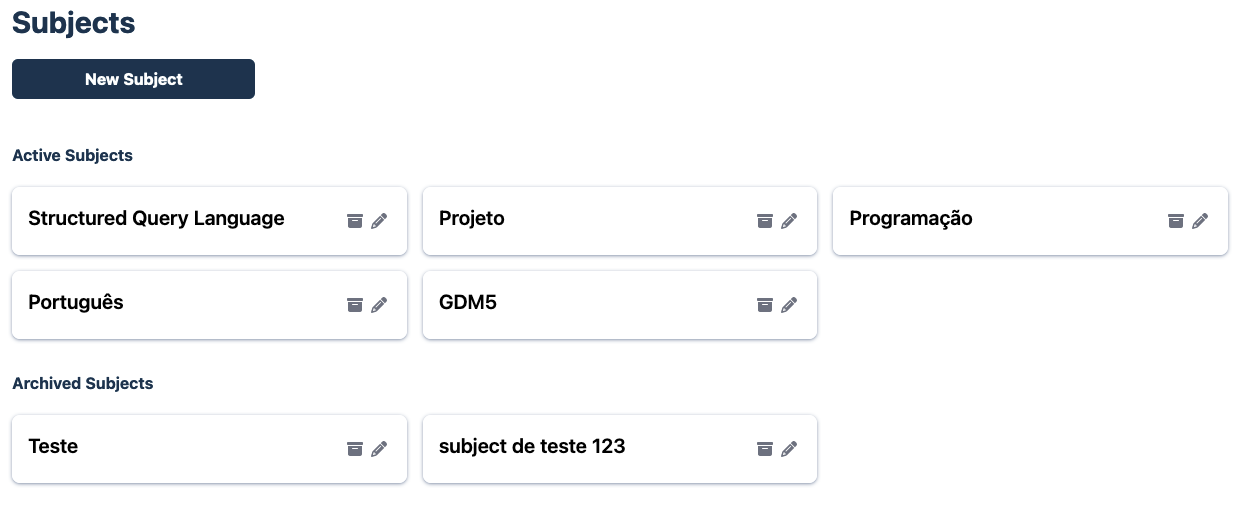 Subjects
New Subject
Active Subjects
Structured Query Language
Projeto
Programação
Português
GDM5
Archived Subjects
Teste
subject de teste 123